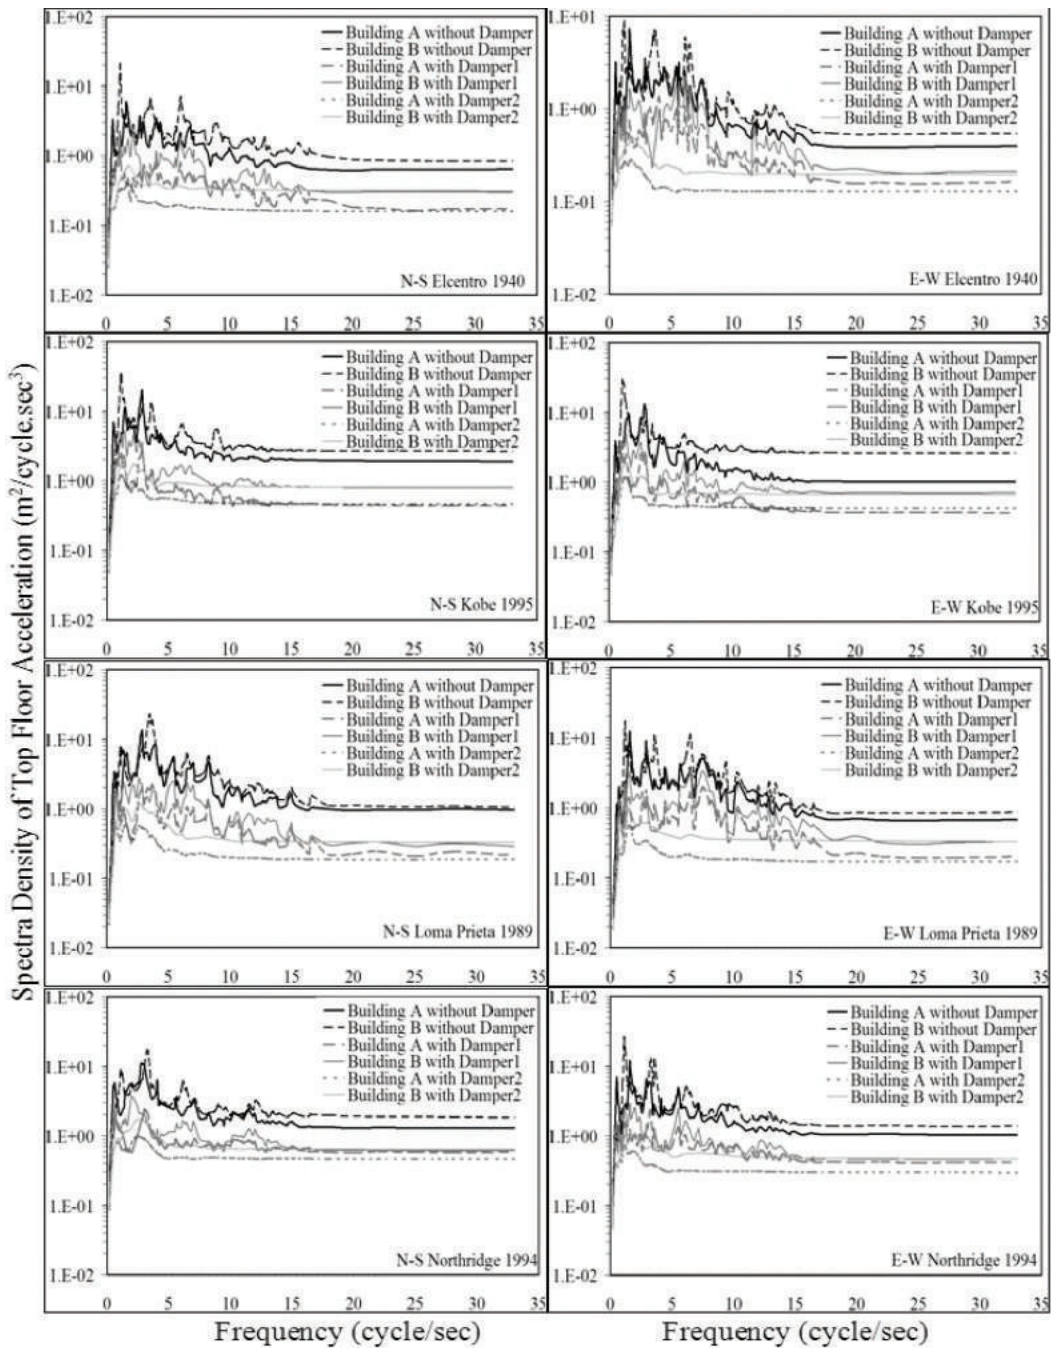 Spectra Density of Top Floor Acceleration (m²/cycle.sec³)
1.E+02
1.E+01
1.E+00
1.E-01
1.E-02
0 5 10 15 20 25 30 35
Building A without Damper
Building B without Damper
Building A with Damper1
Building B with Damper1
Building A with Damper2
Building B with Damper2
N-S Elcentro 1940
1.E+01
1.E+00
1.E-01
1.E-02
0 5 10 15 20 25 30 35
Building A without Damper
Building B without Damper
Building A with Damper1
Building B with Damper1
Building A with Damper2
Building B with Damper2
E-W Elcentro 1940
1.E+02
1.E+01
1.E+00
1.E-01
1.E-02
0 5 10 15 20 25 30 35
Building A without Damper
Building B without Damper
Building A with Damper1
Building B with Damper1
Building A with Damper2
Building B with Damper2
N-S Kobe 1995
1.E+02
1.E+01
1.E+00
1.E-01
1.E-02
0 5 10 15 20 25 30 35
Building A without Damper
Building B without Damper
Building A with Damper1
Building B with Damper1
Building A with Damper2
Building B with Damper2
E-W Kobe 1995
1.E+02
1.E+01
1.E+00
1.E-01
1.E-02
0 5 10 15 20 25 30 35
Building A without Damper
Building B without Damper
Building A with Damper1
Building B with Damper1
Building A with Damper2
Building B with Damper2
N-S Loma Prieta 1989
1.E+02
1.E+01
1.E+00
1.E-01
1.E-02
0 5 10 15 20 25 30 35
Building A without Damper
Building B without Damper
Building A with Damper1
Building B with Damper1
Building A with Damper2
Building B with Damper2
E-W Loma Prieta 1989
1.E+02
1.E+01
1.E+00
1.E-01
1.E-02
0 5 10 15 20 25 30 35
Building A without Damper
Building B without Damper
Building A with Damper1
Building B with Damper1
Building A with Damper2
Building B with Damper2
N-S Northridge 1994
1.E+02
1.E+01
1.E+00
1.E-01
1.E-02
0 5 10 15 20 25 30 35
Building A without Damper
Building B without Damper
Building A with Damper1
Building B with Damper1
Building A with Damper2
Building B with Damper2
E-W Northridge 1994
Frequency (cycle/sec)
Frequency (cycle/sec)